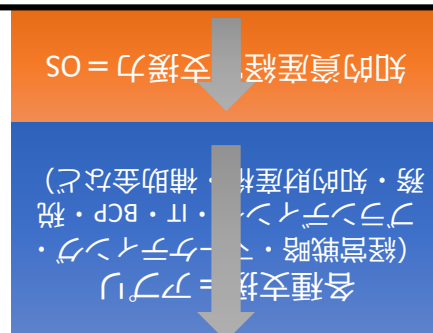 各種支援=アプリ
(経営戦略・マーケティング・
ブランディング・IT・BCP・税
務・知的財産権・補助金など)
知的資産経営支援力=OS